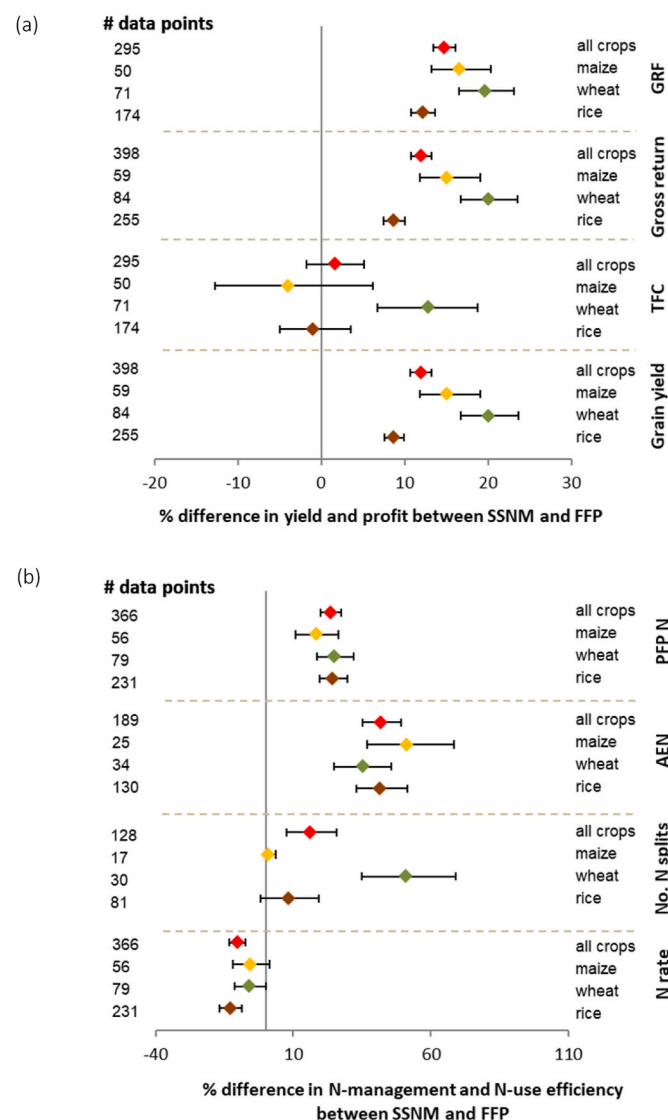 (a)
# data points
295 all crops
50 maize
71 wheat
174 rice
GRF
398 all crops
59 maize
84 wheat
255 rice
Gross return
295 all crops
50 maize
71 wheat
174 rice
TFC
398 all crops
59 maize
84 wheat
255 rice
Grain yield
-20 -10 0 10 20 30
% difference in yield and profit between SSNM and FFP
(b)
# data points
366 all crops
56 maize
79 wheat
231 rice
PFP N
189 all crops
25 maize
34 wheat
130 rice
AEN
128 all crops
17 maize
30 wheat
81 rice
No. N splits
366 all crops
56 maize
79 wheat
231 rice
N rate
-40 10 60 110
% difference in N-management and N-use efficiency
between SSNM and FFP